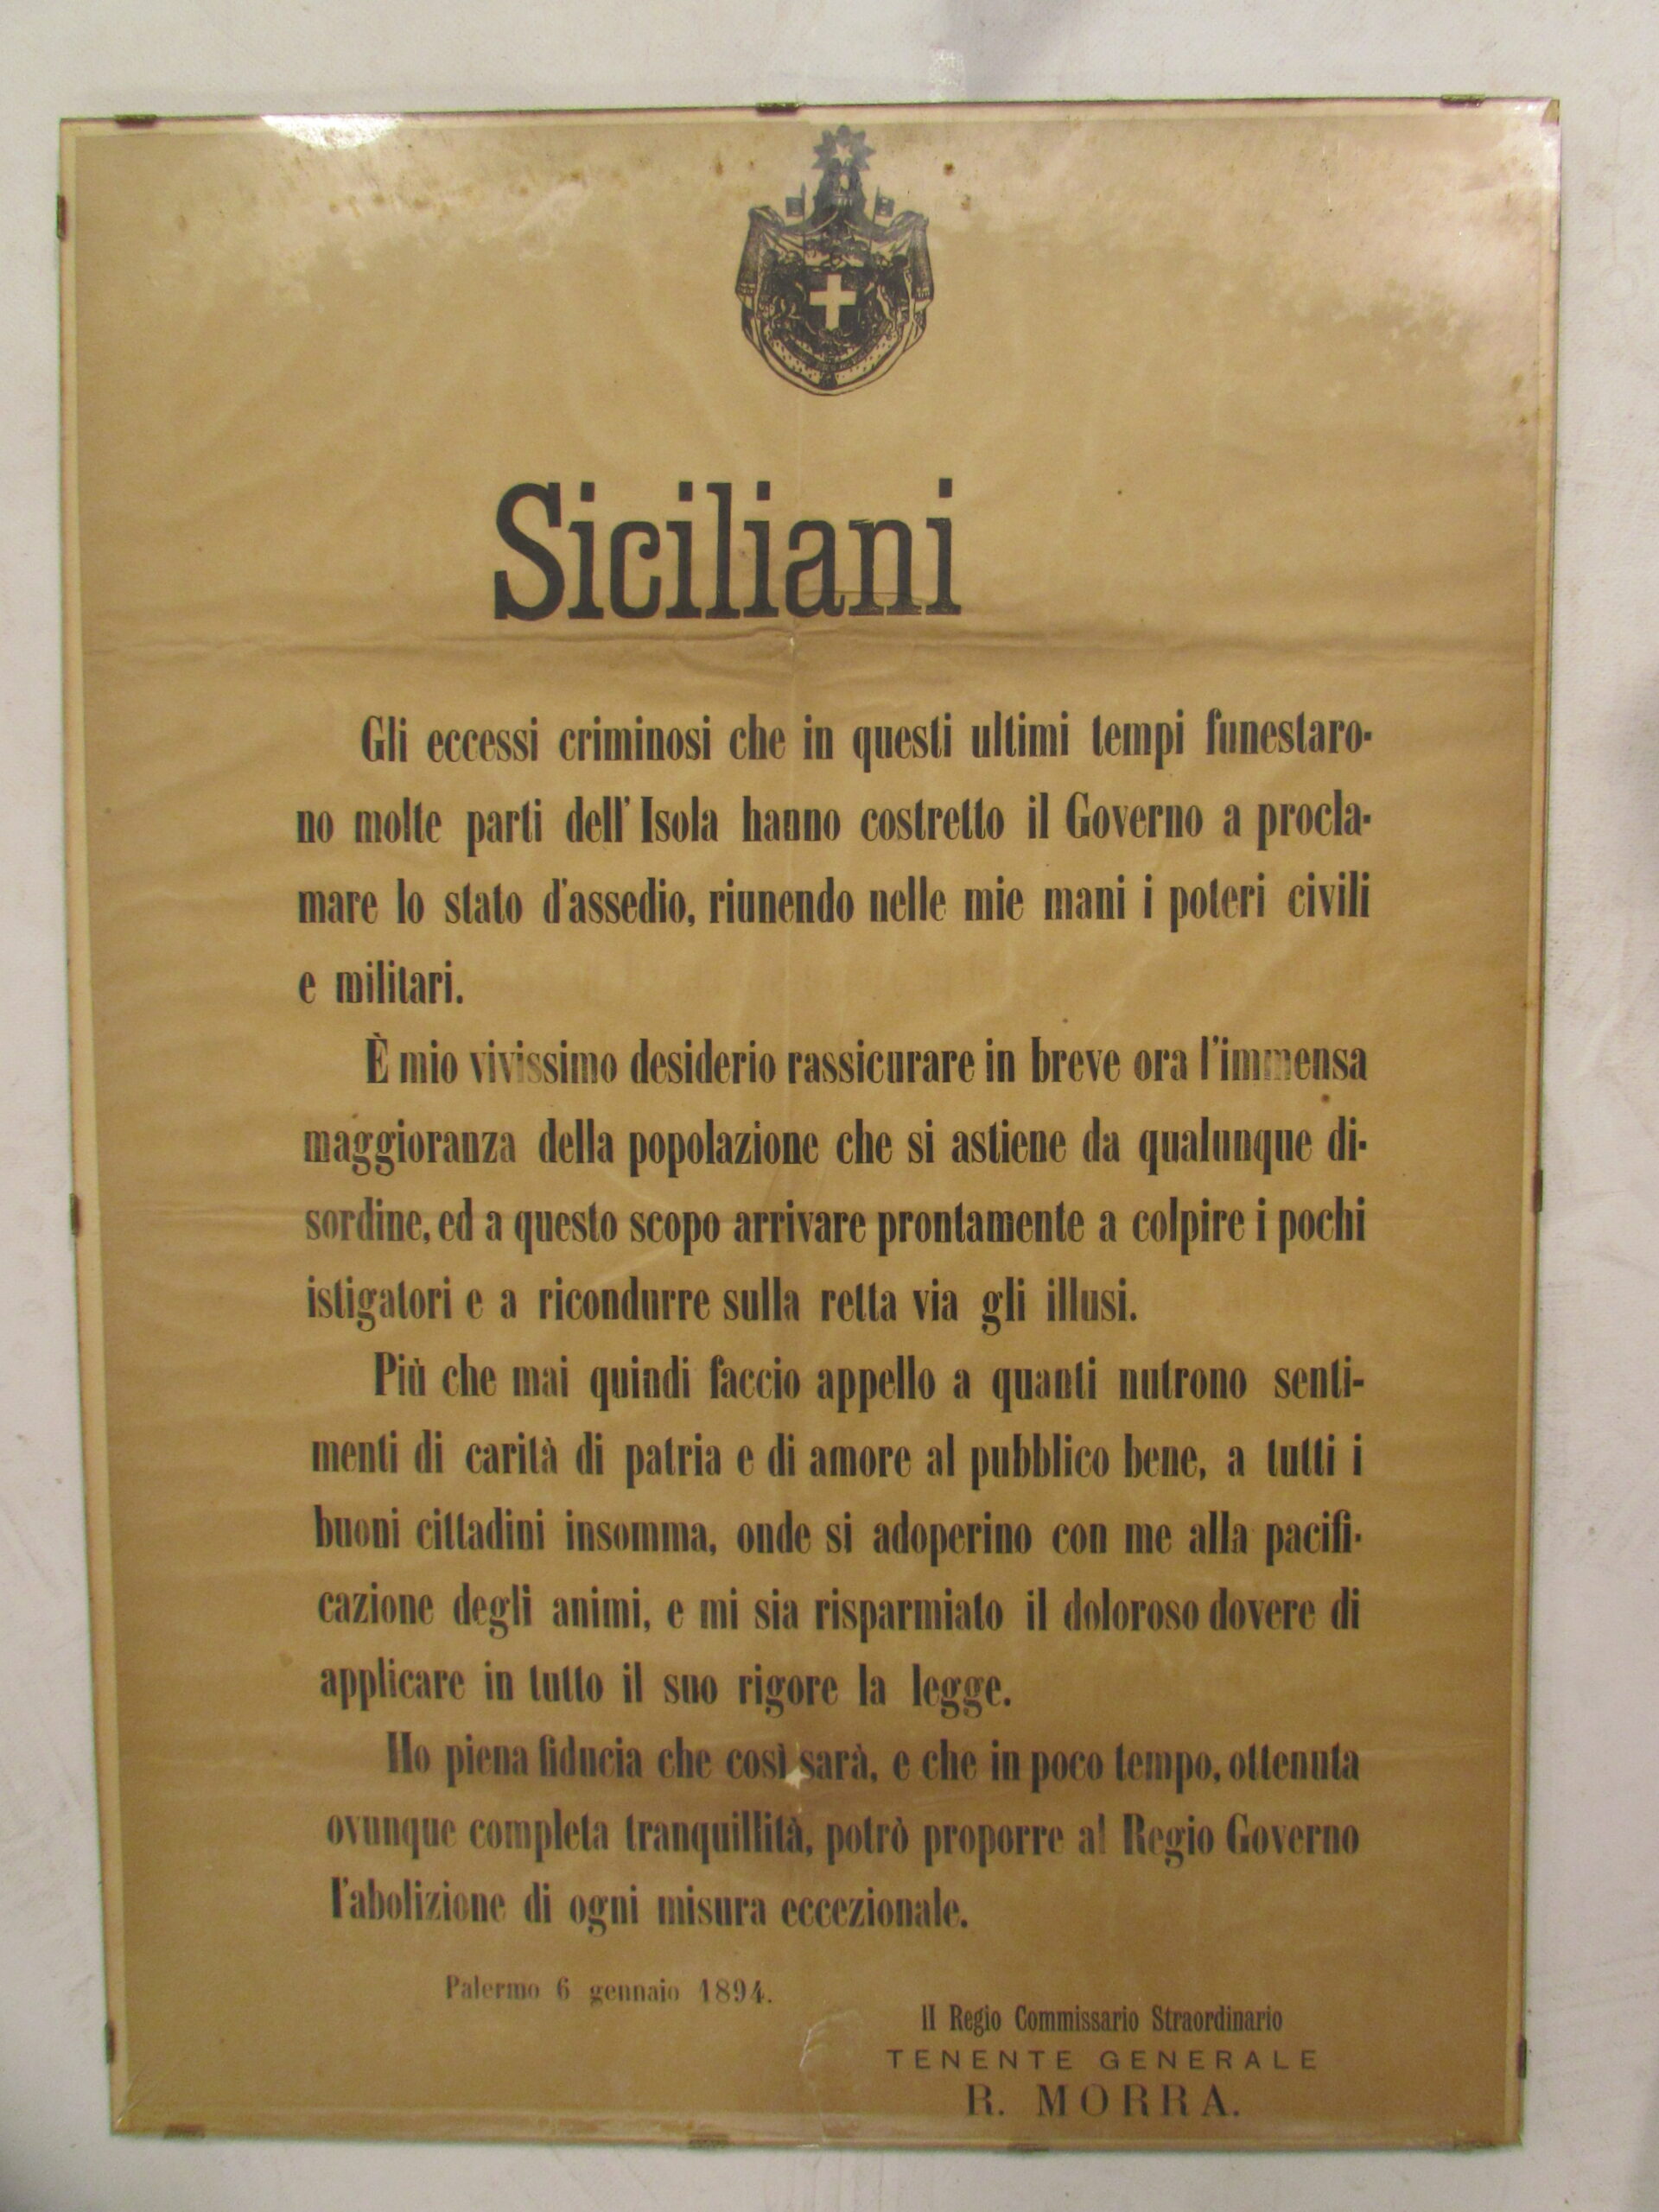 Siciliani
Gli eccessi criminosi che in questi ultimi tempi funestaro-
no molte parti dell'Isola hanno costretto il Governo a procla-
mare lo stato d'assedio, riunendo nelle mie mani i poteri civili
e militari.
È mio vivissimo desiderio rassicurare in breve ora l'immensa
maggioranza della popolazione che si astiene da qualunque di-
sordine, ed a questo scopo arrivare prontamente a colpire i pochi
istigatori e a ricondurre sulla retta via gli illusi.
Più che mai quindi faccio appello a quanti nutrono senti-
menti di carità di patria e di amore al pubblico bene, a tutti i
buoni cittadini insomma, onde si adoperino con me alla pacifi-
cazione degli animi, e mi sia risparmiato il doloroso dovere di
applicare in tutto il suo rigore la legge.
Ho piena fiducia che così sarà, e che in poco tempo, ottenuta
ovunque completa tranquillità, potrò proporre al Regio Governo
l'abolizione di ogni misura eccezionale.
Palermo 6 gennaio 1894.
Il Regio Commissario Straordinario
TENENTE GENERALE
R. MORRA.